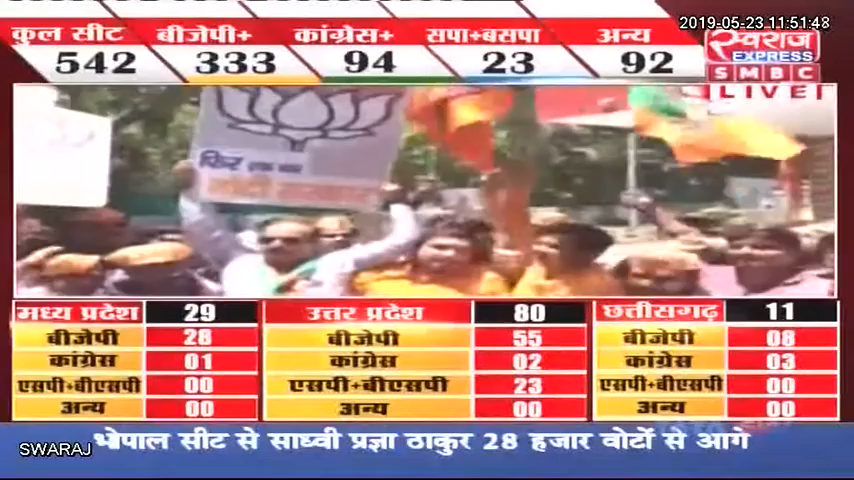 2019-05-23 11:51:48
कुल सीट बीजेपी+ कांग्रेस+ सपा+बसपा अन्य
542 333 94 23 92
स्वराज
EXPRESS
SMBC
LIVE
फिर एक बार
मध्य प्रदेश 29
बीजेपी 28
कांग्रेस 01
एसपी+बीएसपी 00
अन्य 00
उत्तर प्रदेश 80
बीजेपी 55
कांग्रेस 02
एसपी+बीएसपी 23
अन्य 00
छत्तीसगढ़ 11
बीजेपी 08
कांग्रेस 03
एसपी+बीएसपी 00
अन्य 00
भोपाल सीट से साध्वी प्रज्ञा ठाकुर 28 हजार वोटों से आगे
SWARAJ